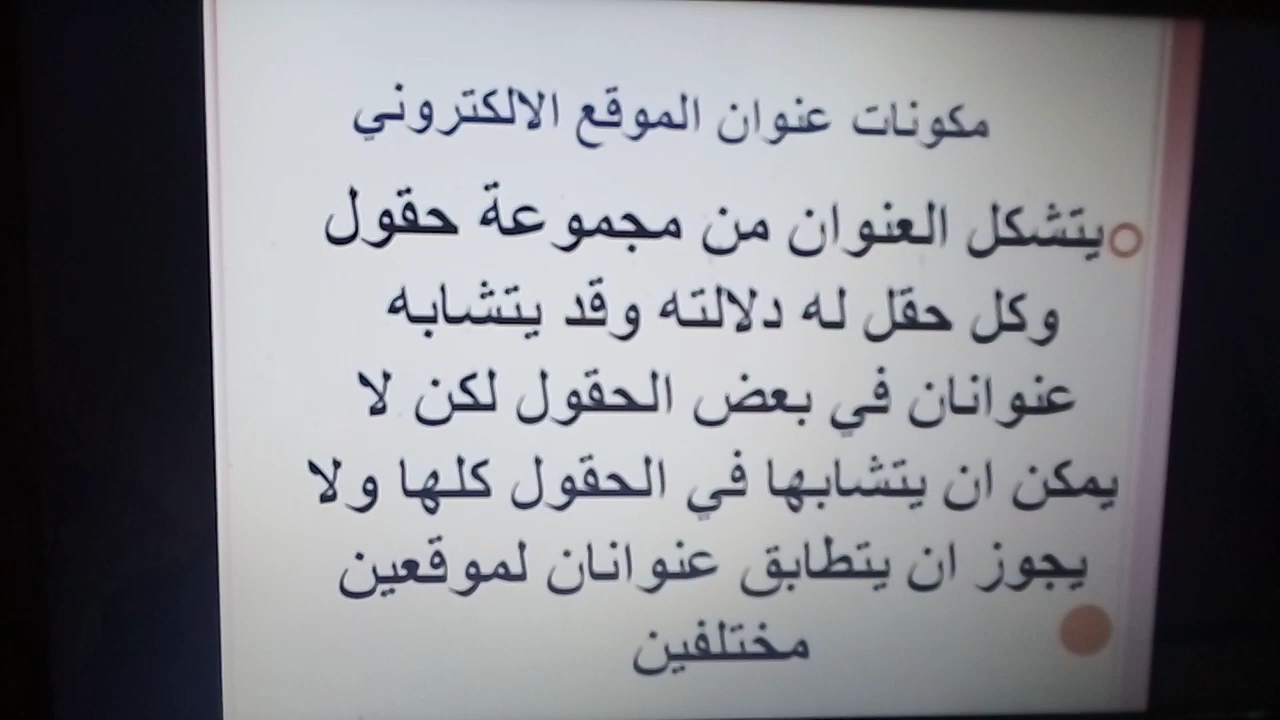 مكونات عنوان الموقع الالكتروني
يتشكل العنوان من مجموعة حقول
وكل حقل له دلالته وقد يتشابه
عنوانان في بعض الحقول لكن لا
يمكن ان يتشابها في الحقول كلها ولا
يجوز ان يتطابق عنوانان لموقعين
مختلفين